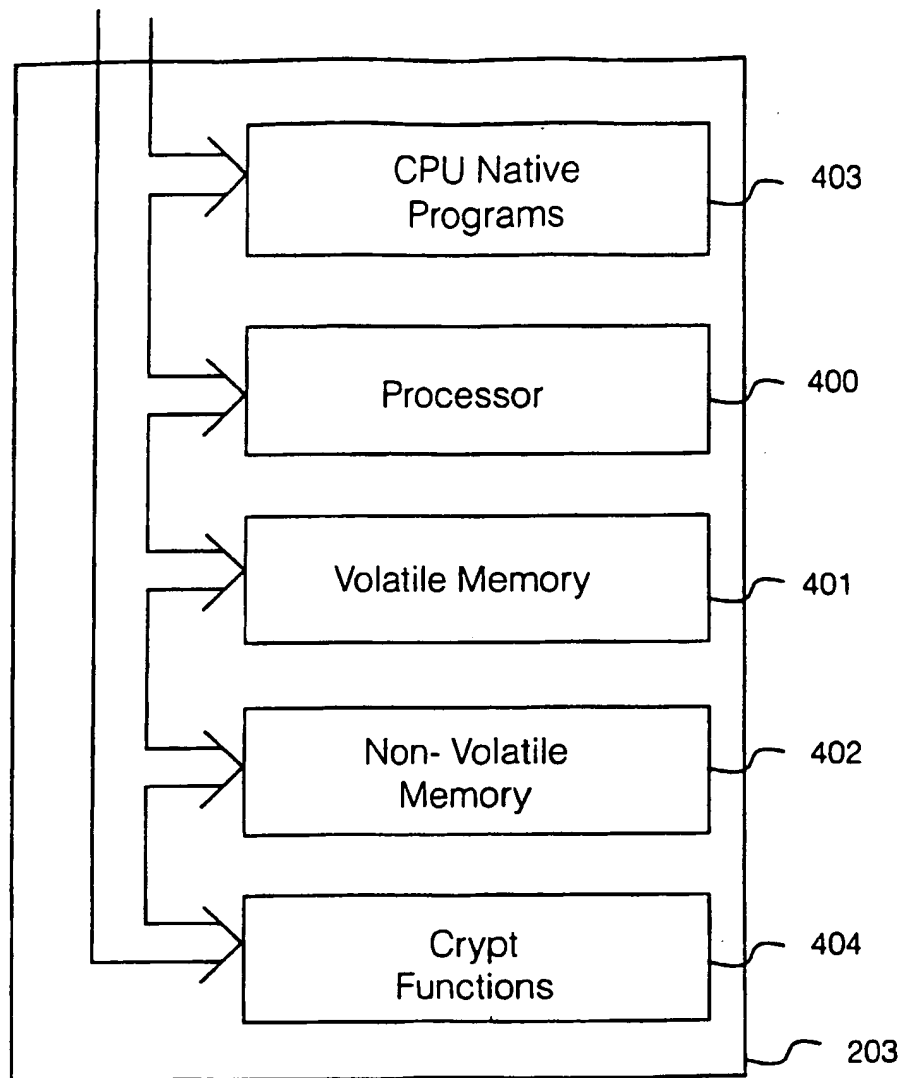 CPU Native
Programs
403
Processor
400
Volatile Memory
401
Non- Volatile
Memory
402
Crypt
Functions
404
203